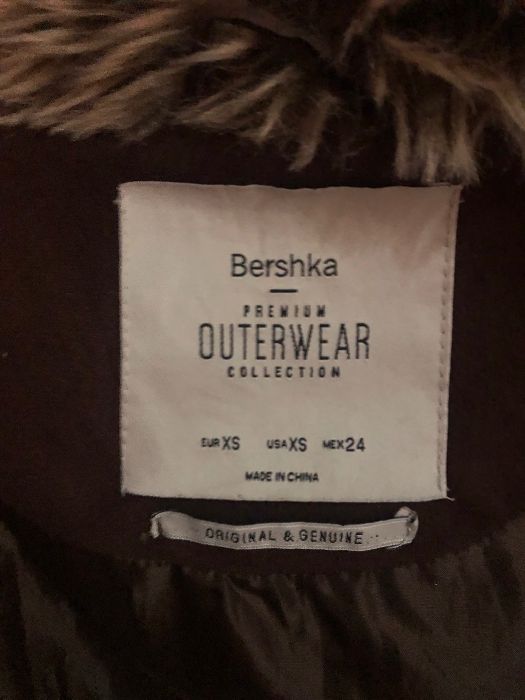 Bershka
PREMIUM
OUTERWEAR
COLLECTION
EUR XS USA XS MEX 24
MADE IN CHINA
ORIGINAL & GENUINE